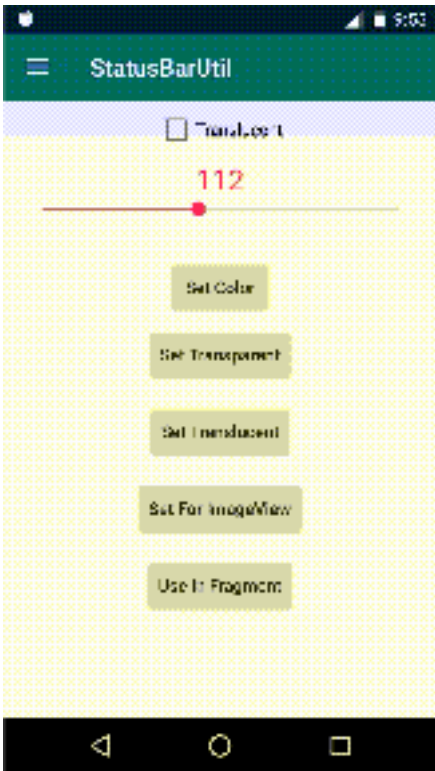 9:53
StatusBarUtil
Translucent
112
Set Color
Set Transparent
Set Translucent
Set For ImageView
Use In Fragment